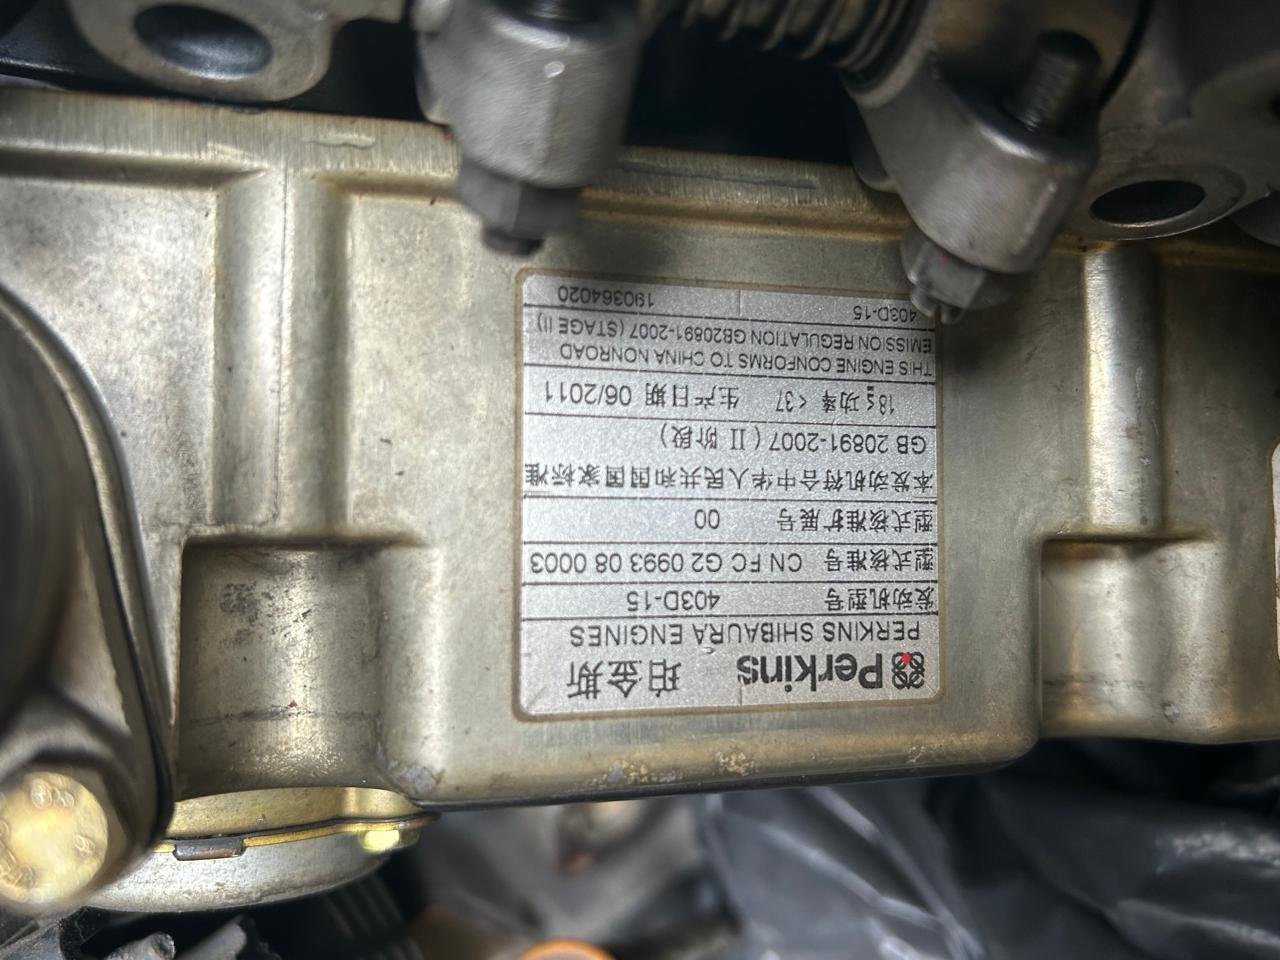 Perkins 珀金斯
PERKINS SHIBAURA ENGINES
发动机型号 403D-15
型式核准号 CN FC G2 0993 08 0003
型式核准扩展号 00
本发动机符合中华人民共和国国家标准
GB 20891-2007 (II 阶段)
18≤功率<37 生产日期 06/2011
THIS ENGINE CONFORMS TO CHINA NONROAD
EMISSION REGULATION GB20891-2007 (STAGE II)
403D-15 190364020